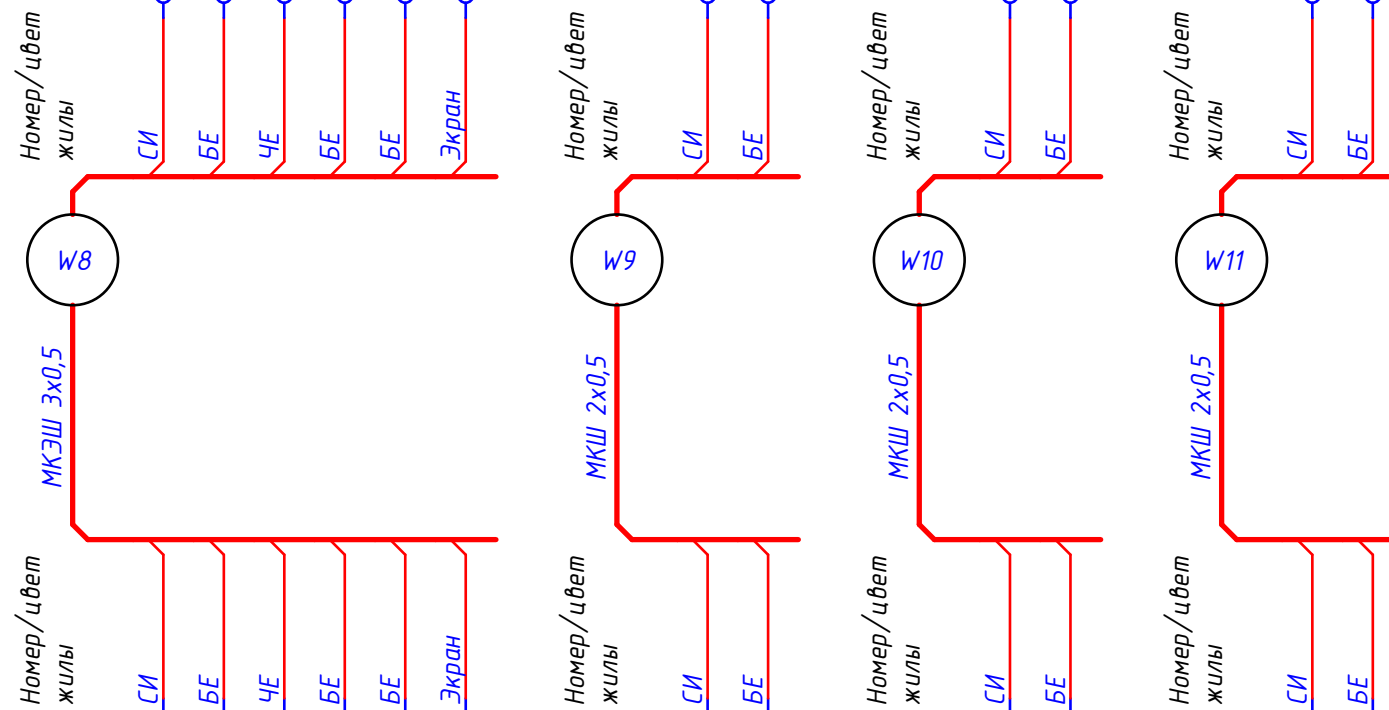 Номер/цвет
жилы
СИ
БЕ
ЧЕ
БЕ
БЕ
Экран
Номер/цвет
жилы
СИ
БЕ
Номер/цвет
жилы
СИ
БЕ
Номер/цвет
жилы
СИ
БЕ
W8
W9
W10
W11
МКЭШ 3х0,5
МКШ 2х0,5
МКШ 2х0,5
МКШ 2х0,5
Номер/цвет
жилы
СИ
БЕ
ЧЕ
БЕ
БЕ
Экран
Номер/цвет
жилы
СИ
БЕ
Номер/цвет
жилы
СИ
БЕ
Номер/цвет
жилы
СИ
БЕ